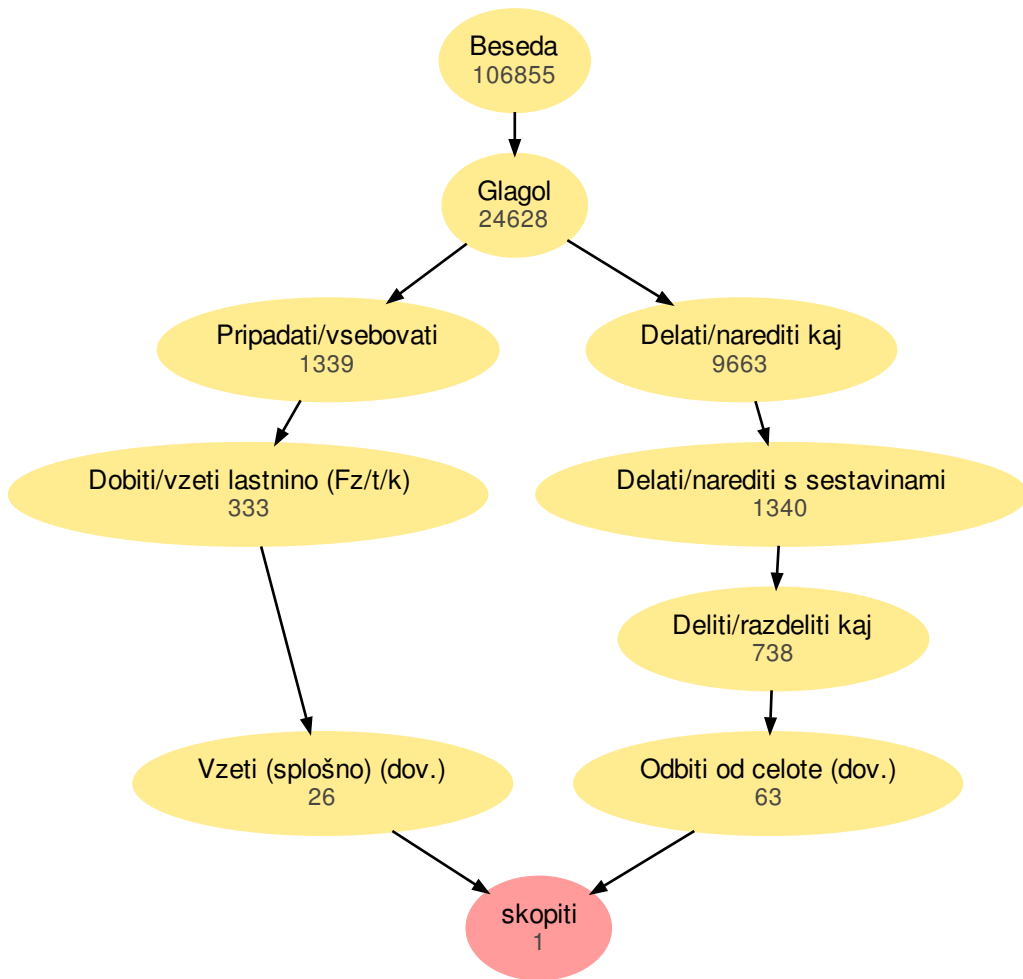 Beseda
106855
Glagol
24628
Pripadati/vsebovati
1339
Delati/narediti kaj
9663
Dobiti/vzeti lastnino (Fz/t/k)
333
Delati/narediti s sestavinami
1340
Deliti/razdeliti kaj
738
Vzeti (splošno) (dov.)
26
Odbiti od celote (dov.)
63
skopiti
1